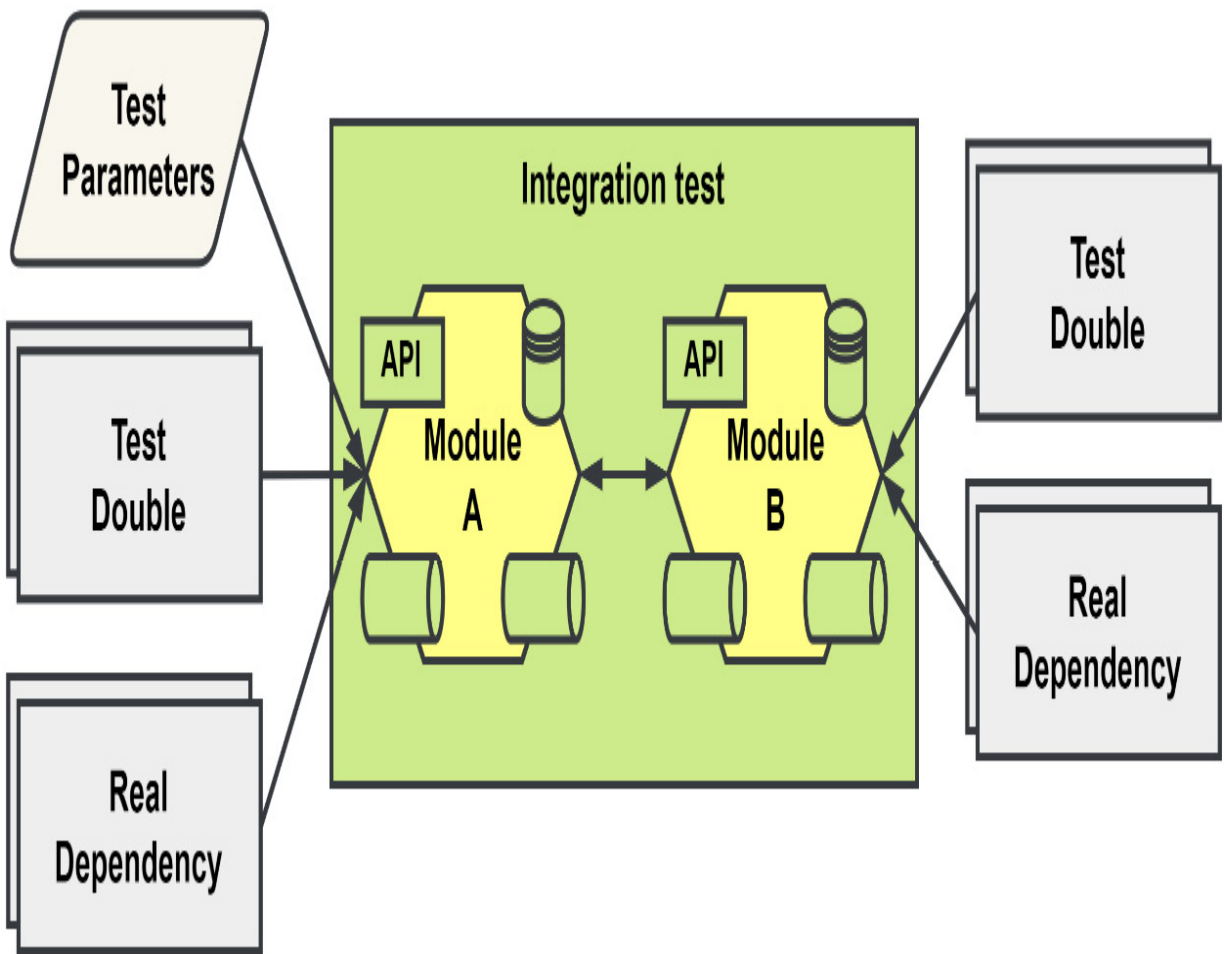 Test
Parameters
Integration test
Test
Double
API
Module
A
API
Module
B
Test
Double
Real
Dependency
Real
Dependency